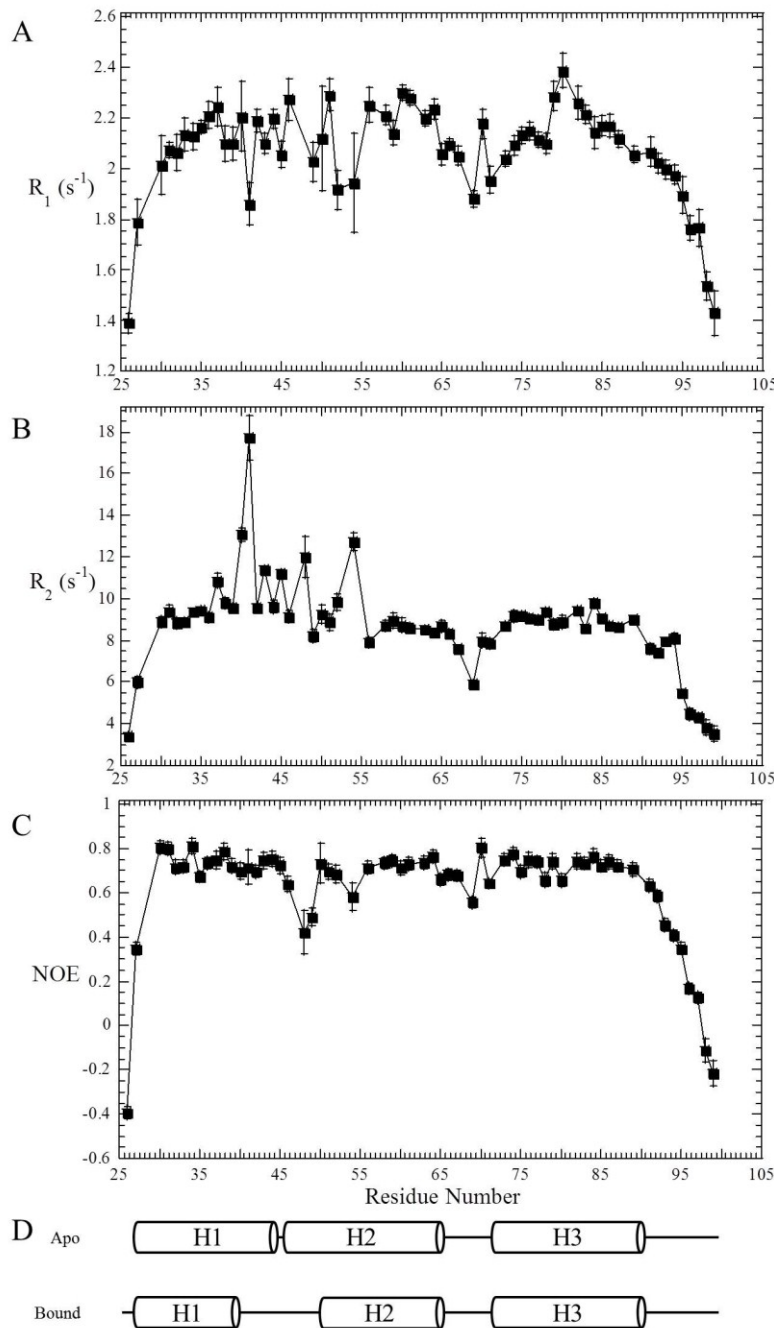 A
2.6
2.4
2.2
R1 (s-1) 2
1.8
1.6
1.4
1.2
25 35 45 55 65 75 85 95 105
B
18
16
14
12
R2 (s-1) 10
8
6
4
2
25 35 45 55 65 75 85 95 105
C
1
0.8
0.6
0.4
NOE 0.2
0
-0.2
-0.4
-0.6
25 35 45 55 65 75 85 95 105
Residue Number
D Apo H1 H2 H3
Bound H1 H2 H3